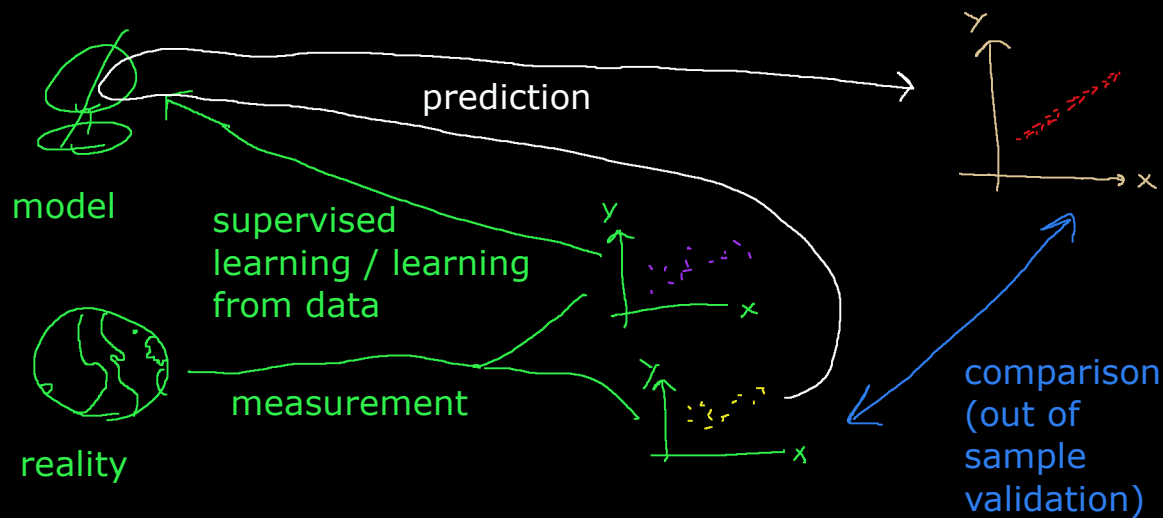 Y
prediction
X
model
supervised
learning / learning
from data
Y
X
measurement
Y
X
reality
comparison
(out of
sample
validation)